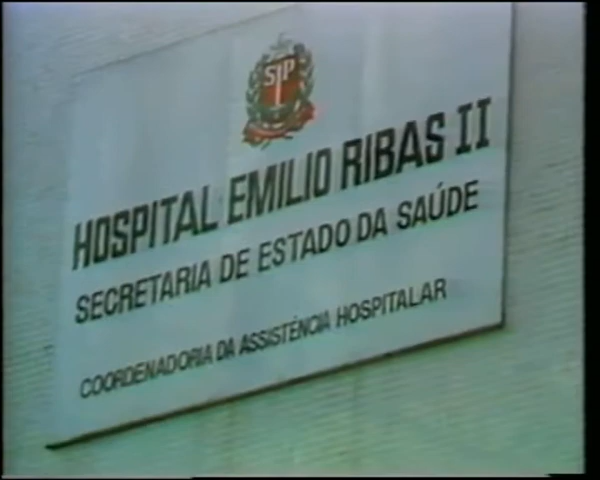 SP
HOSPITAL EMILIO RIBAS II
SECRETARIA DE ESTADO DA SAÚDE
COORDENADORIA DA ASSISTÊNCIA HOSPITALAR